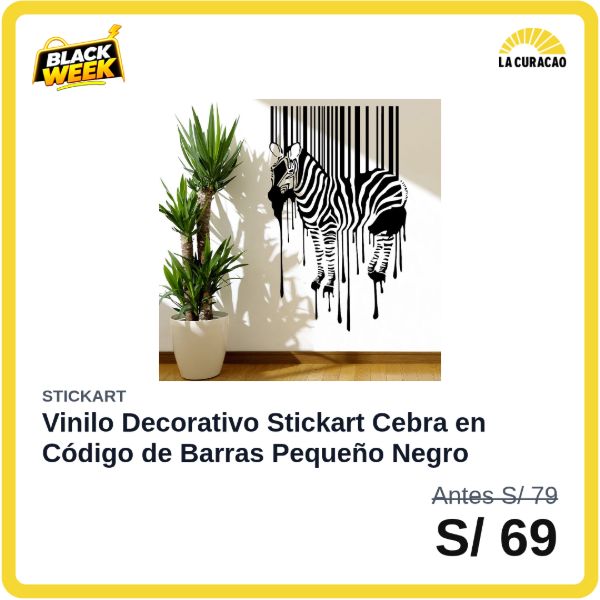 BLACK
WEEK
LA CURACAO
STICKART
Vinilo Decorativo Stickart Cebra en
Código de Barras Pequeño Negro
Antes S/ 79
S/ 69